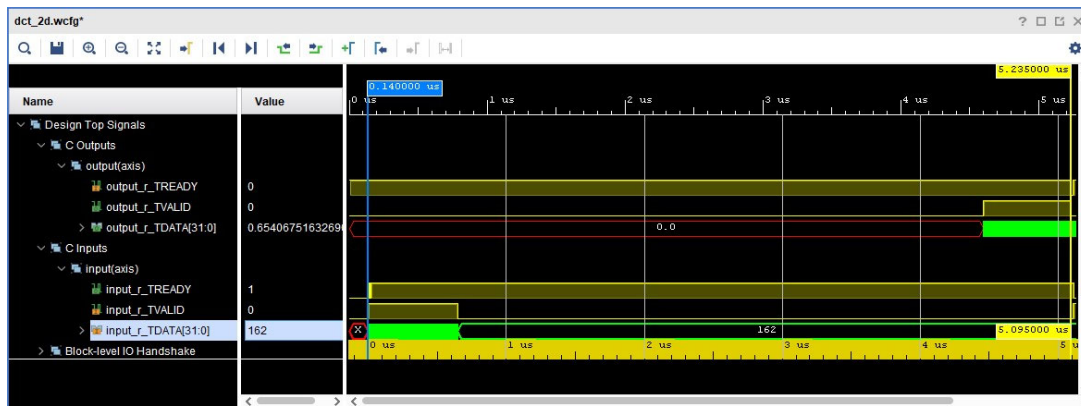 dct_2d.wcfg*
5.235000 us
0.140000 us
Name Value
0 us 1 us 2 us 3 us 4 us 5 us
Design Top Signals
C Outputs
output(axis)
output_r_TREADY 0
output_r_TVALID 0
output_r_TDATA[31:0] 0.0
C Inputs
input(axis)
input_r_TREADY 1
input_r_TVALID 0
input_r_TDATA[31:0] 162 X 162 5.095000 us
Block-level IO Handshake 0 us 1 us 2 us 3 us 4 us 5